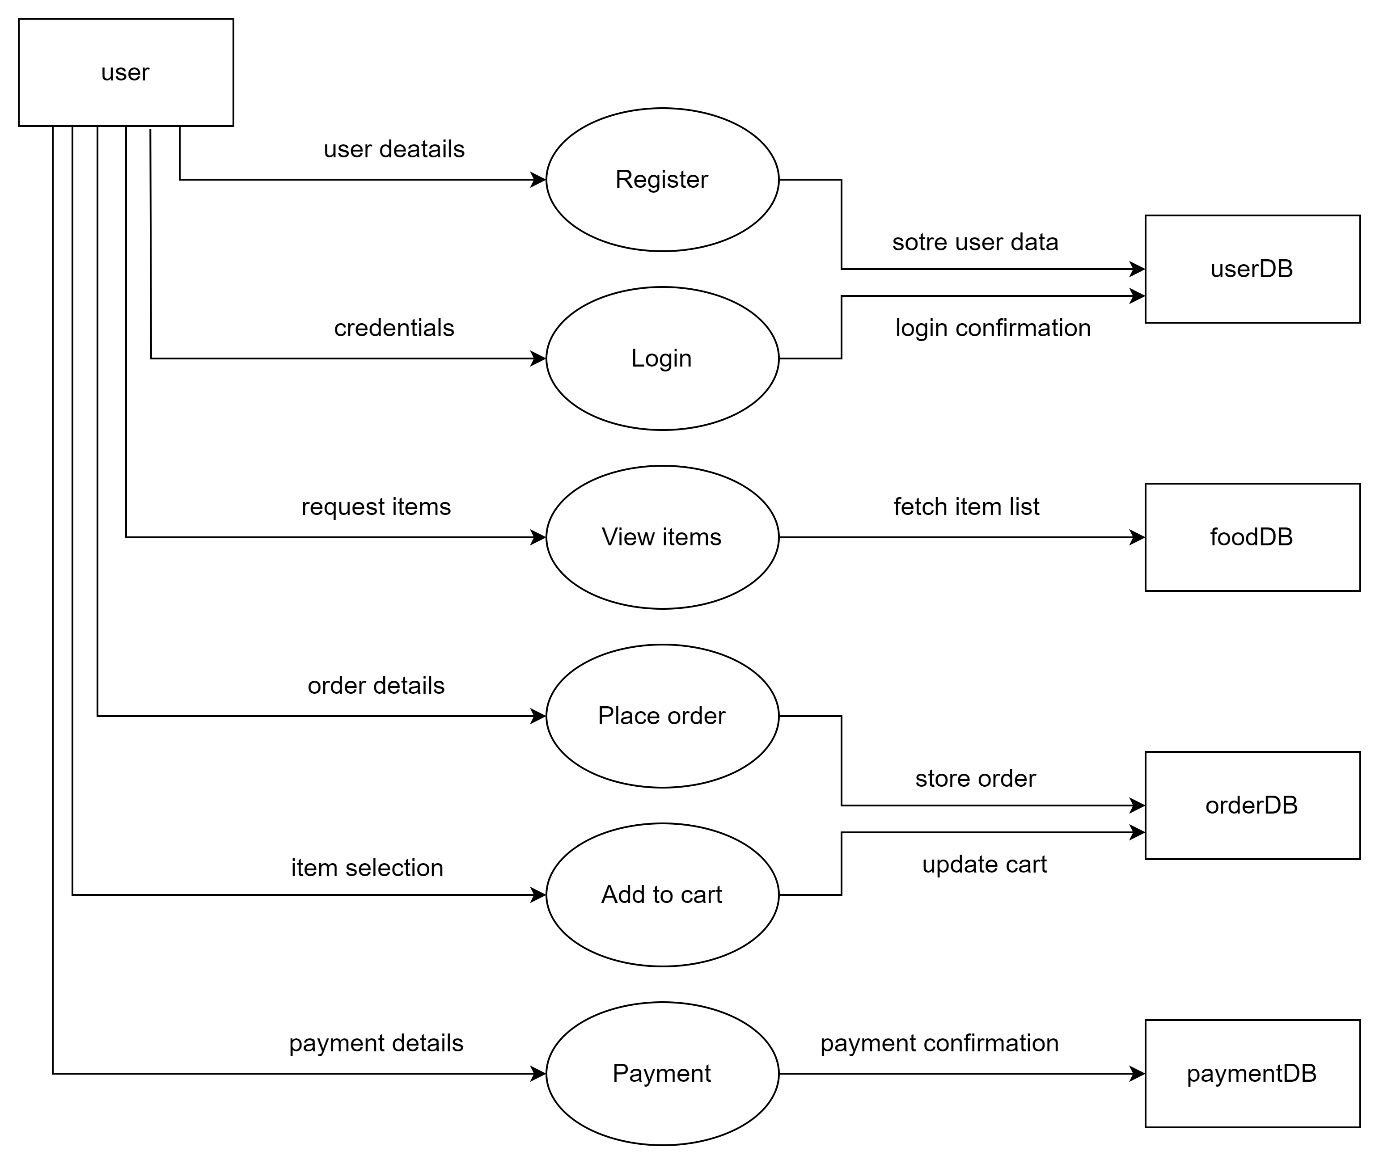 user
user deatails
Register
sotre user data
userDB
credentials
Login
login confirmation
request items
View items
fetch item list
foodDB
order details
Place order
store order
orderDB
item selection
Add to cart
update cart
payment details
Payment
payment confirmation
paymentDB